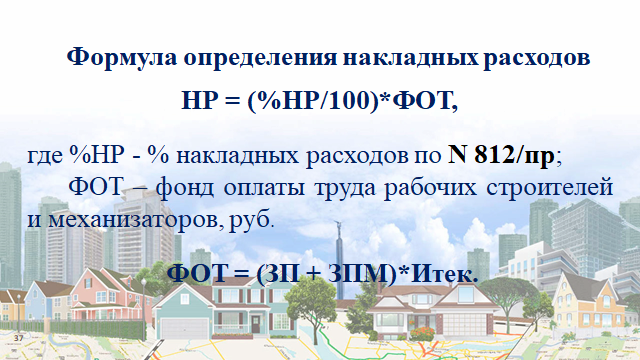 Формула определения накладных расходов
НР = (%НР/100)*ФОТ,
где %НР - % накладных расходов по N 812/пр;
ФОТ – фонд оплаты труда рабочих строителей
и механизаторов, руб.
ФОТ = (ЗП + ЗПМ)*Итек.
37